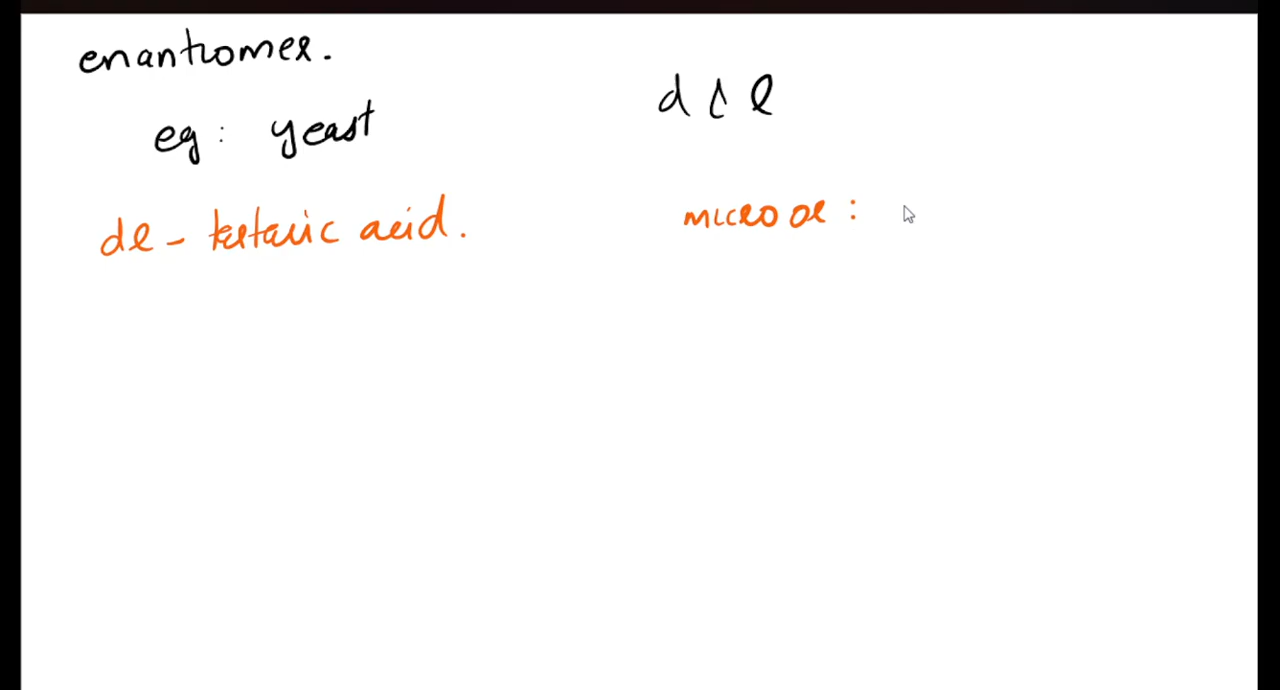 enantiomer.
eg: yeast
d & l
dl - tartaric acid.
micro or :